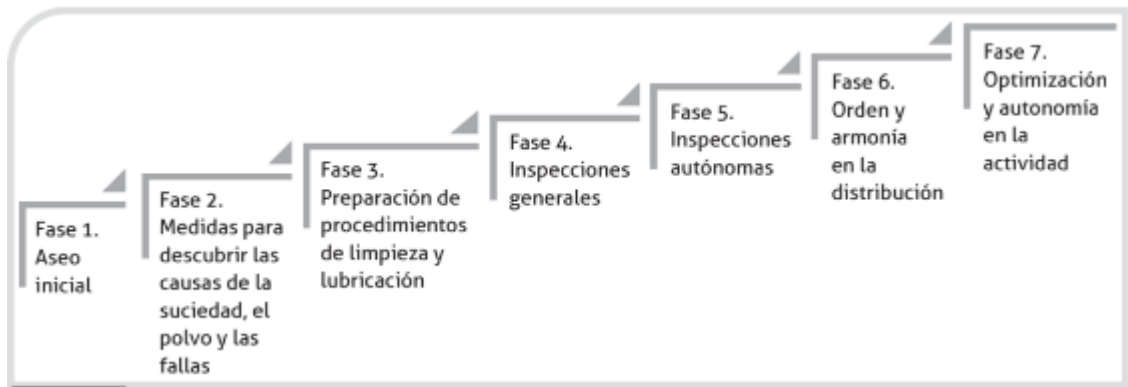 Fase 1.
Aseo
inicial
Fase 2.
Medidas para
descubrir las
causas de la
suciedad, el
polvo y las
fallas
Fase 3.
Preparación de
procedimientos
de limpieza y
lubricación
Fase 4.
Inspecciones
generales
Fase 5.
Inspecciones
autónomas
Fase 6.
Orden y
armonía
en la
distribución
Fase 7.
Optimización
y autonomía
en la
actividad